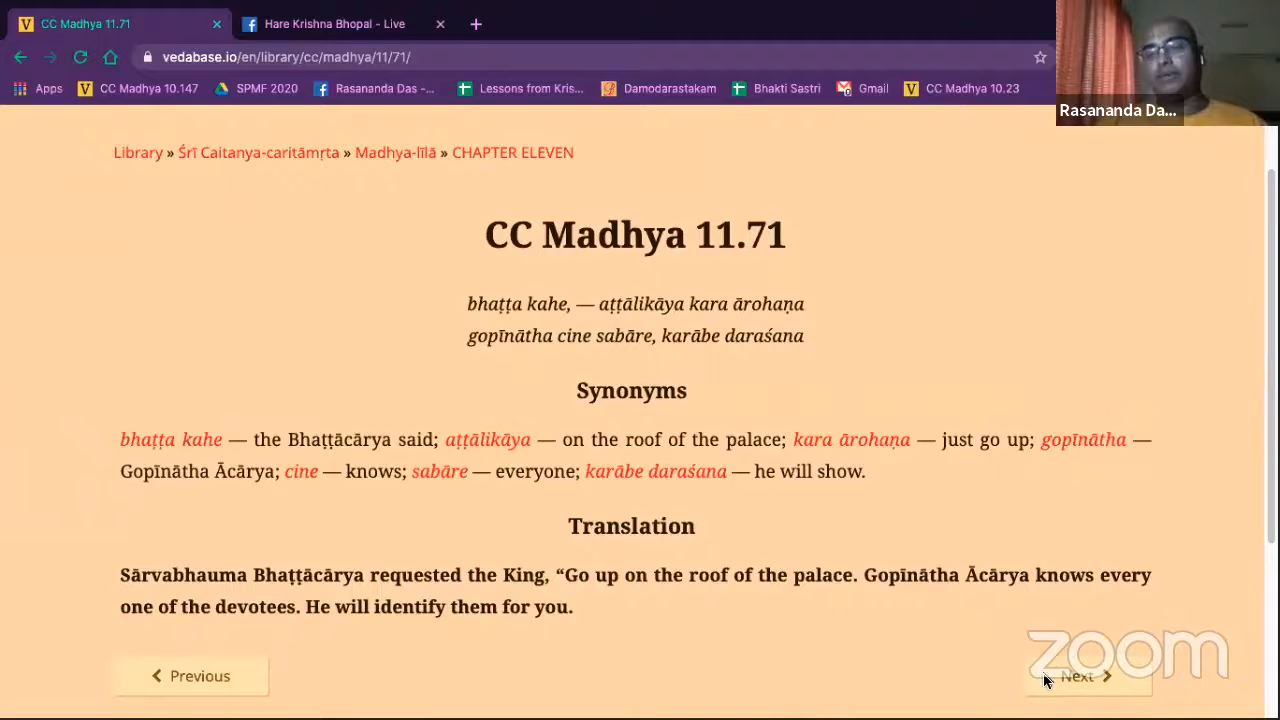 CC Madhya 11.71
Hare Krishna Bhopal - Live
vedabase.io/en/library/cc/madhya/11/71/
Apps
CC Madhya 10.147
SPMF 2020
Rasananda Das -...
Lessons from Kris...
Damodarastakam
Bhakti Sastri
Gmail
CC Madhya 10.23
Rasananda Da...
Library » Śrī Caitanya-caritāmṛta » Madhya-līlā » CHAPTER ELEVEN
CC Madhya 11.71
bhaṭṭa kahe, — aṭṭālikāya kara ārohaṇa
gopīnātha cine sabāre, karābe daraśana
Synonyms
bhaṭṭa kahe — the Bhaṭṭācārya said; aṭṭālikāya — on the roof of the palace; kara ārohaṇa — just go up; gopīnātha —
Gopīnātha Ācārya; cine — knows; sabāre — everyone; karābe daraśana — he will show.
Translation
Sārvabhauma Bhaṭṭācārya requested the King, “Go up on the roof of the palace. Gopīnātha Ācārya knows every
one of the devotees. He will identify them for you.
Previous
Next
zoom